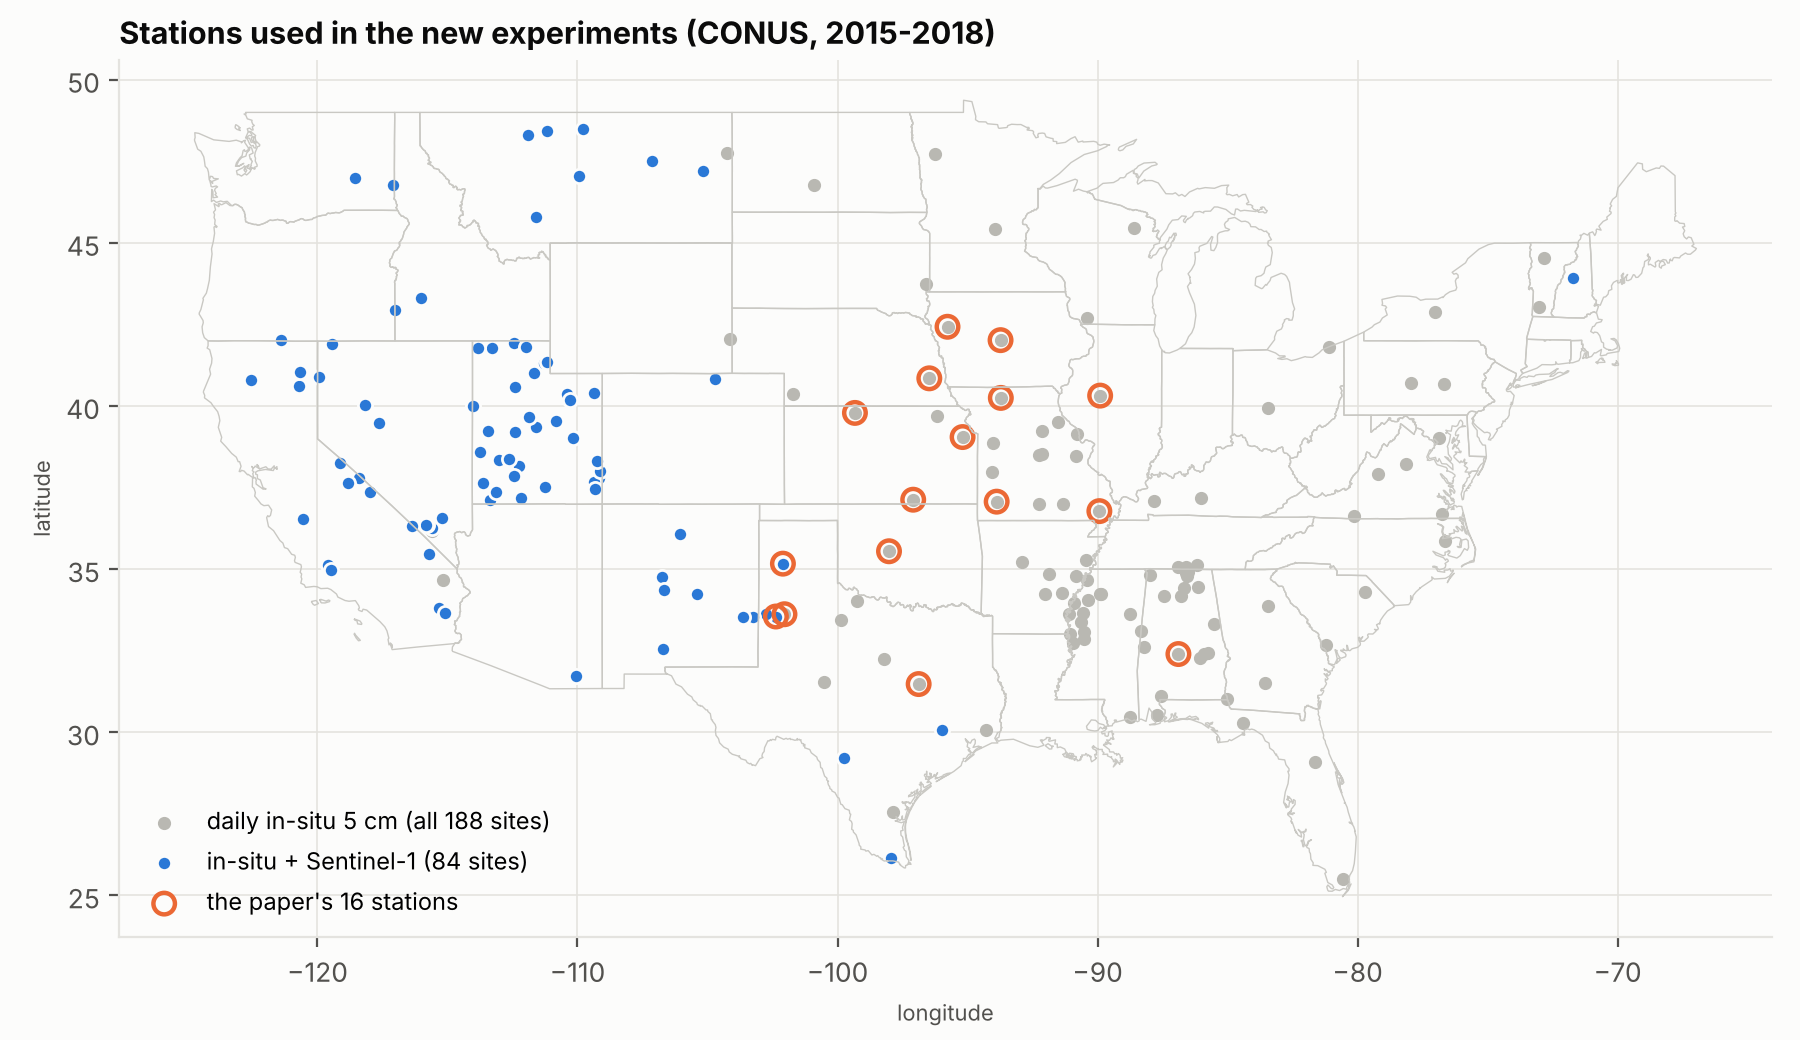 Stations used in the new experiments (CONUS, 2015-2018)
50
45
40
35
30
25
latitude
daily in-situ 5 cm (all 188 sites)
in-situ + Sentinel-1 (84 sites)
the paper's 16 stations
−120
−110
−100
−90
−80
−70
longitude